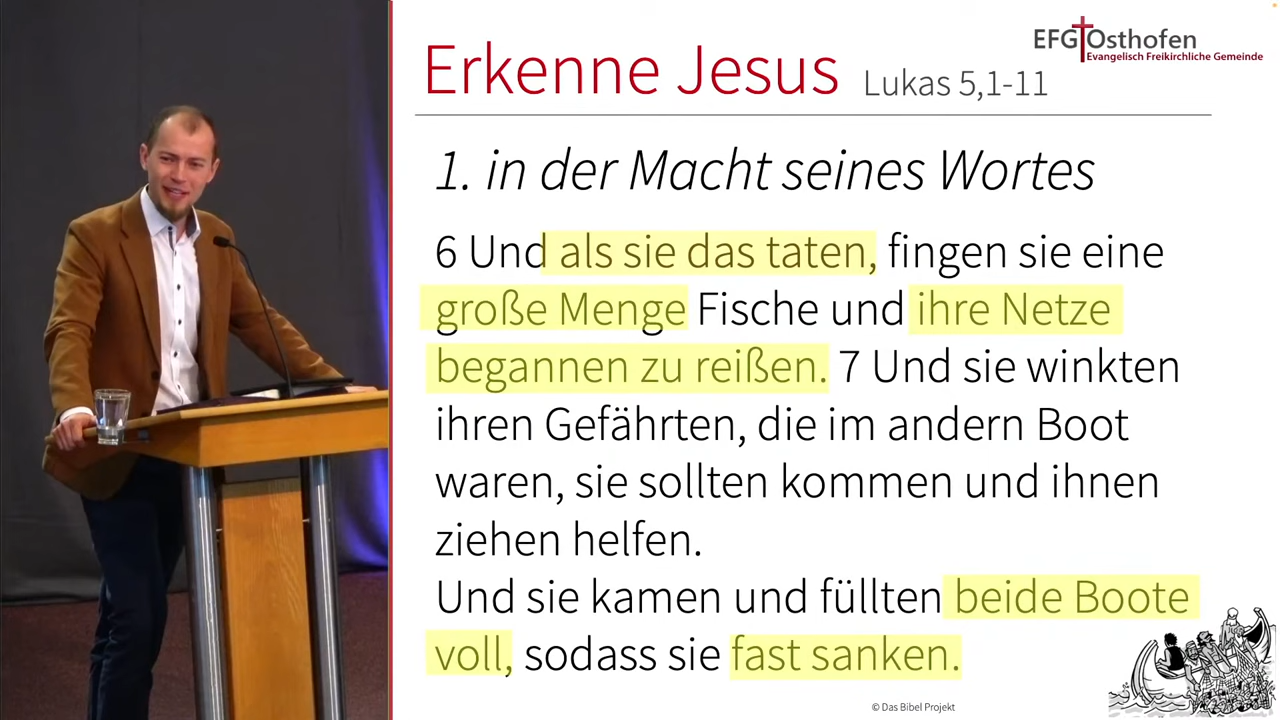 EFG Osthofen
Evangelisch Freikirchliche Gemeinde
Erkenne Jesus Lukas 5,1-11
1. in der Macht seines Wortes
6 Und als sie das taten, fingen sie eine
große Menge Fische und ihre Netze
begannen zu reißen. 7 Und sie winkten
ihren Gefährten, die im andern Boot
waren, sie sollten kommen und ihnen
ziehen helfen.
Und sie kamen und füllten beide Boote
voll, sodass sie fast sanken.
© Das Bibel Projekt